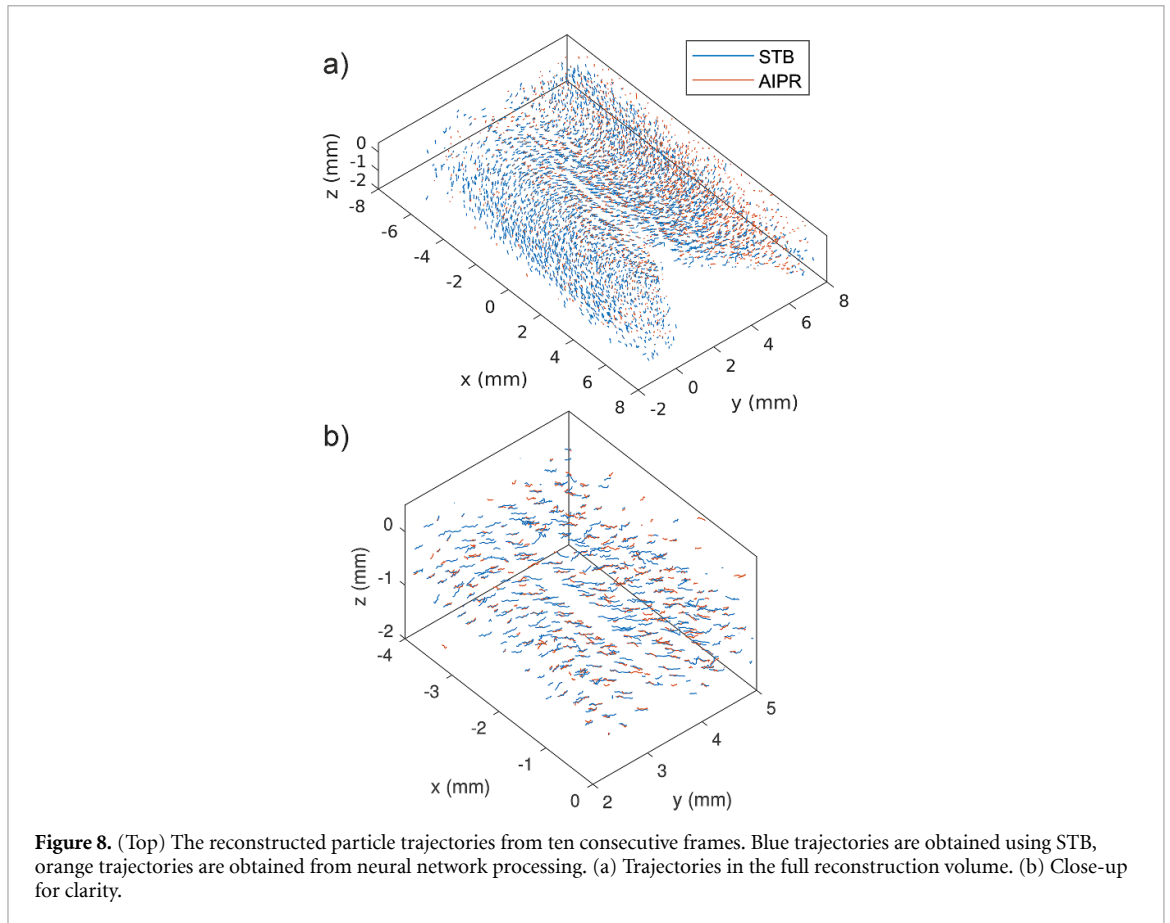 a)
STB
AIPR
0
-1
-2
z (mm)
-8
-6
-4
-2
0
2
4
6
8
x (mm)
-2
0
2
4
6
8
y (mm)
b)
0
-1
-2
z (mm)
-4
-3
-2
-1
0
x (mm)
2
3
4
5
y (mm)
Figure 8. (Top) The reconstructed particle trajectories from ten consecutive frames. Blue trajectories are obtained using STB,
orange trajectories are obtained from neural network processing. (a) Trajectories in the full reconstruction volume. (b) Close-up
for clarity.